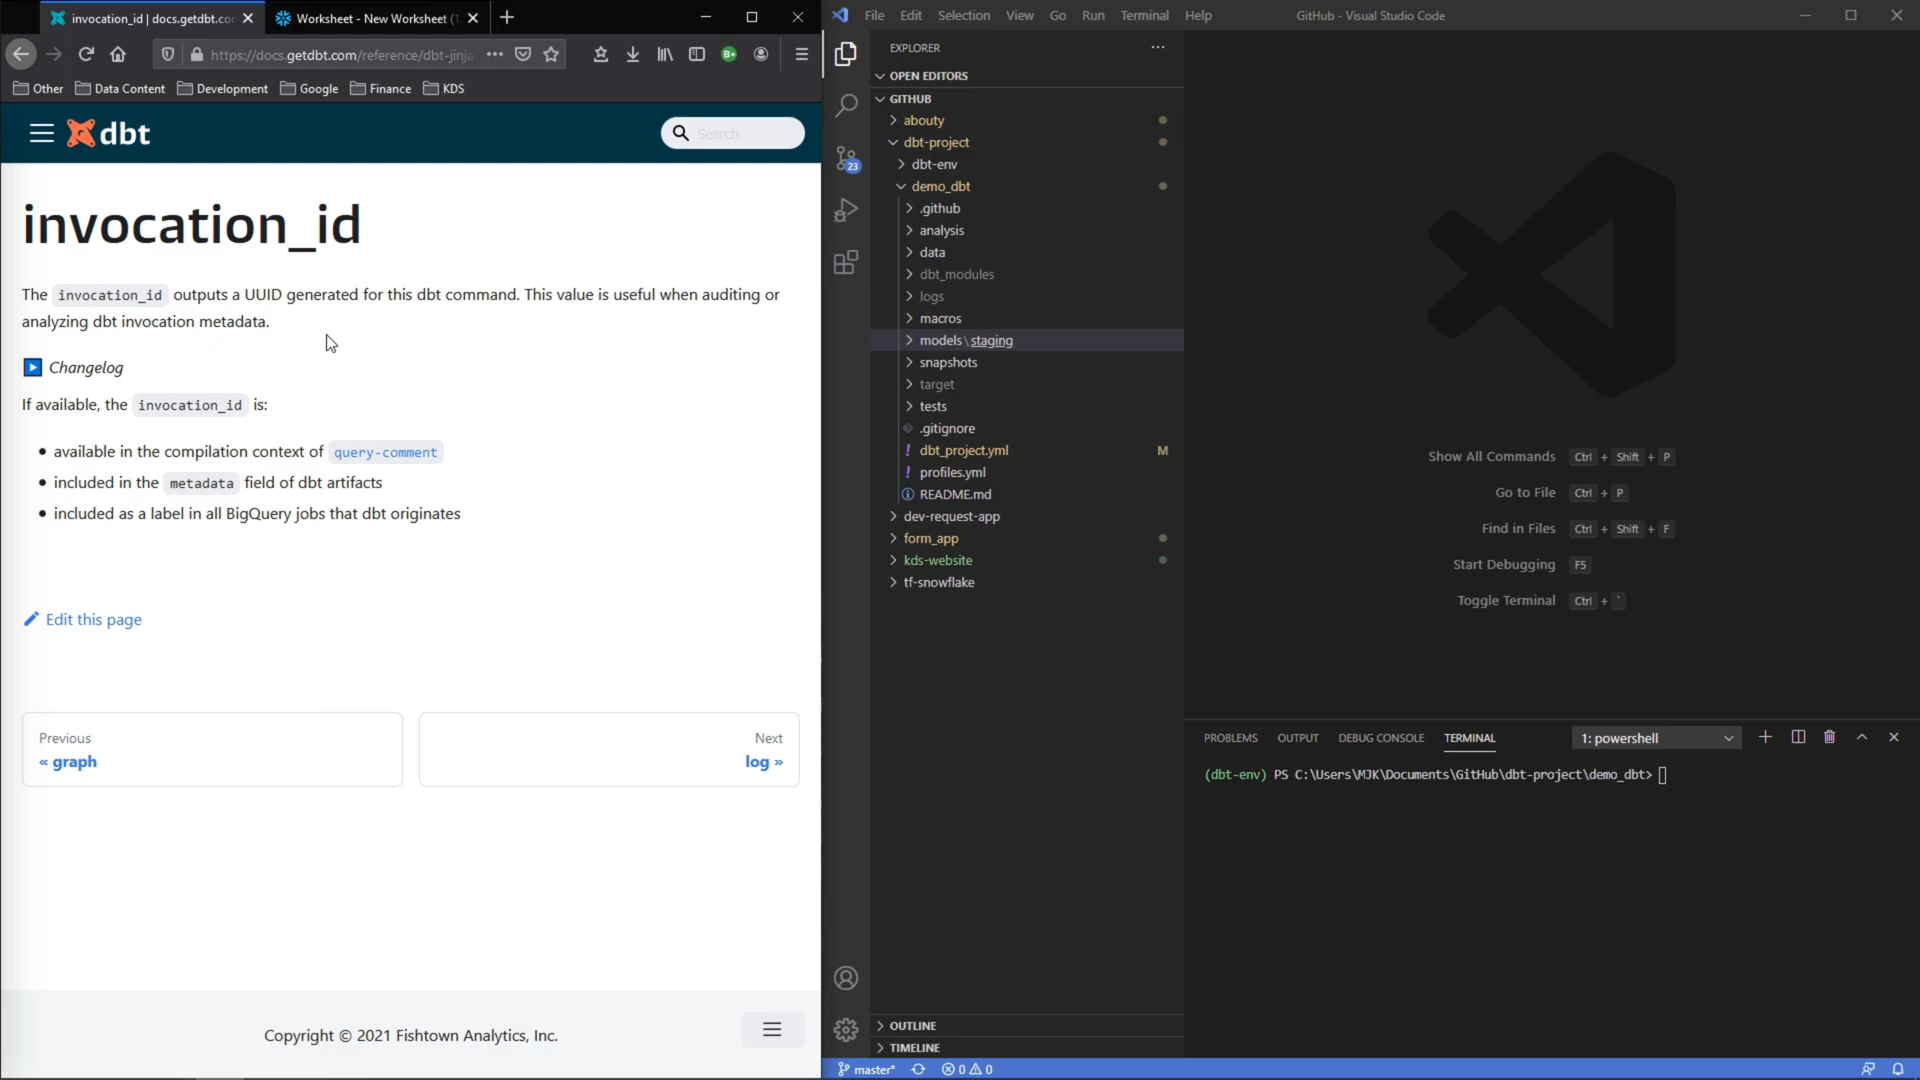 invocation_id | docs.getdbt.com
Worksheet - New Worksheet (1
https://docs.getdbt.com/reference/dbt-jinja
Other
Data Content
Development
Google
Finance
KDS
dbt
Search
invocation_id
The invocation_id outputs a UUID generated for this dbt command. This value is useful when auditing or
analyzing dbt invocation metadata.
Changelog
If available, the invocation_id is:
• available in the compilation context of query-comment
• included in the metadata field of dbt artifacts
• included as a label in all BigQuery jobs that dbt originates
Edit this page
Previous
« graph
Next
log »
Copyright © 2021 Fishtown Analytics, Inc.
File Edit Selection View Go Run Terminal Help
GitHub - Visual Studio Code
EXPLORER
OPEN EDITORS
GITHUB
abouty
dbt-project
dbt-env
demo_dbt
.github
analysis
data
dbt_modules
logs
macros
models\staging
snapshots
target
tests
.gitignore
! dbt_project.yml M
! profiles.yml
README.md
dev-request-app
form_app
kds-website
tf-snowflake
23
OUTLINE
TIMELINE
Show All Commands Ctrl + Shift + P
Go to File Ctrl + P
Find in Files Ctrl + Shift + F
Start Debugging F5
Toggle Terminal Ctrl + `
PROBLEMS OUTPUT DEBUG CONSOLE TERMINAL
1: powershell
(dbt-env) PS C:\Users\MJK\Documents\GitHub\dbt-project\demo_dbt>
master* 0 0